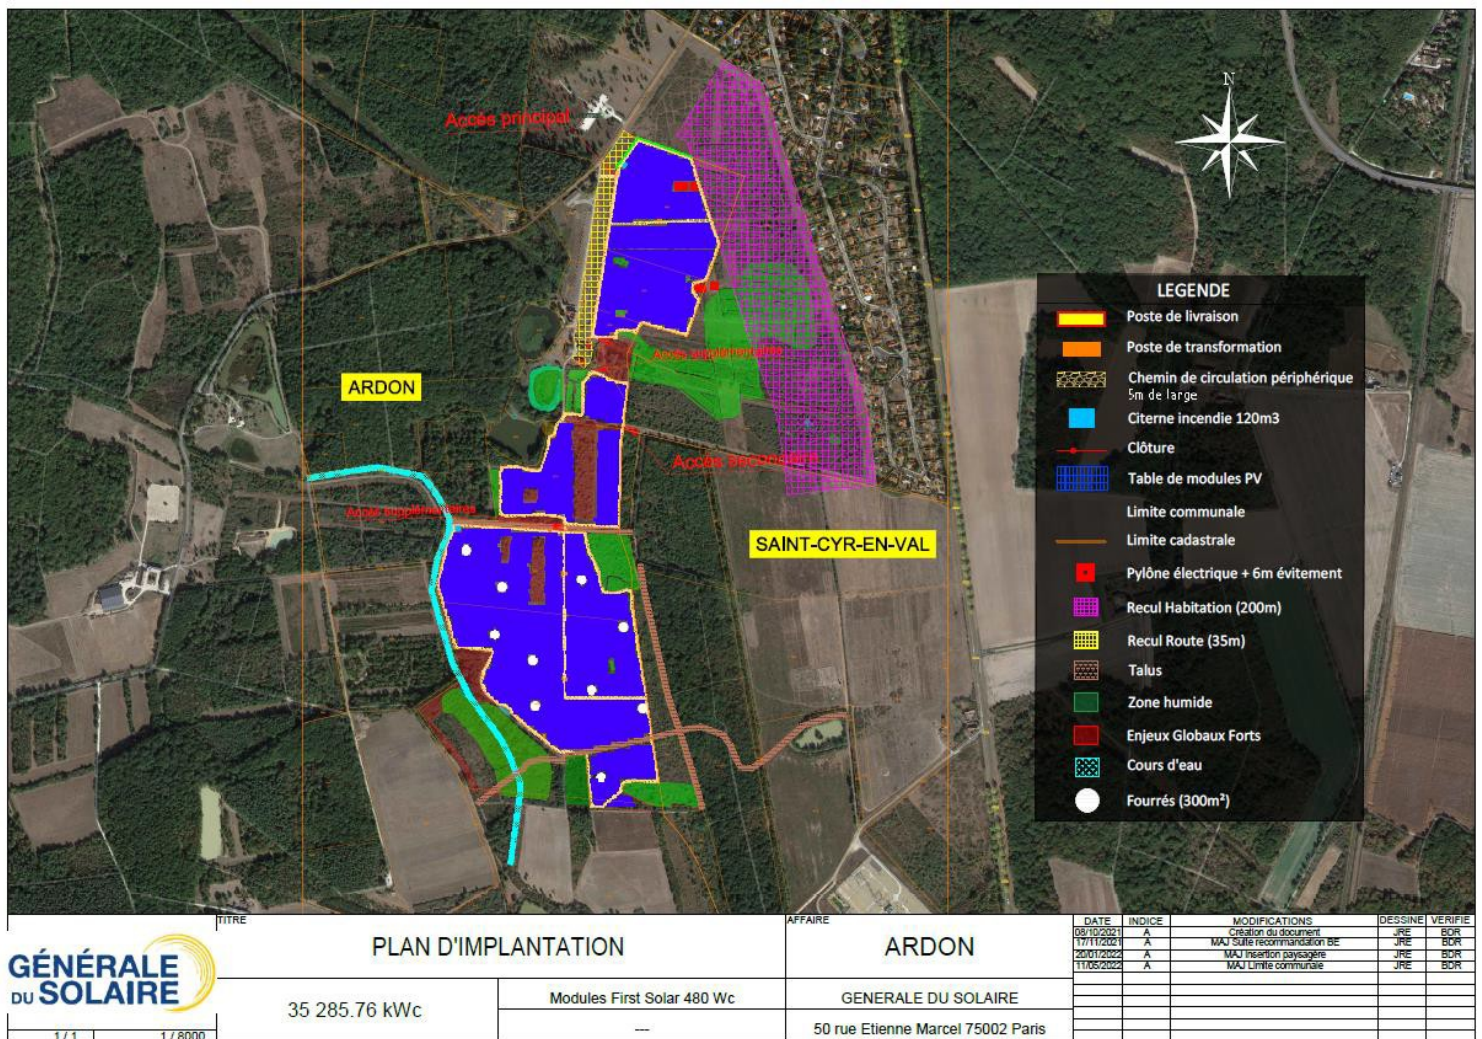 N
Accès principal
Accès supplémentaires
ARDON
Accès secondaire
Accès supplémentaires
SAINT-CYR-EN-VAL
LEGENDE
Poste de livraison
Poste de transformation
Chemin de circulation périphérique
5m de large
Citerne incendie 120m3
Clôture
Table de modules PV
Limite communale
Limite cadastrale
Pylône électrique + 6m évitement
Recul Habitation (200m)
Recul Route (35m)
Talus
Zone humide
Enjeux Globaux Forts
Cours d'eau
Fourrés (300m²)
GÉNÉRALE
DU SOLAIRE
1 / 1
1 / 8000
TITRE
PLAN D'IMPLANTATION
35 285.76 kWc
Modules First Solar 480 Wc
---
AFFAIRE
ARDON
GENERALE DU SOLAIRE
50 rue Etienne Marcel 75002 Paris
DATE INDICE MODIFICATIONS DESSINE VERIFIE
08/10/2021 A Création du document JRE BDR
17/11/2021 A MAJ Suite recommandation BE JRE BDR
20/01/2022 A MAJ Insertion paysagère JRE BDR
11/05/2022 A MAJ Limite communale JRE BDR